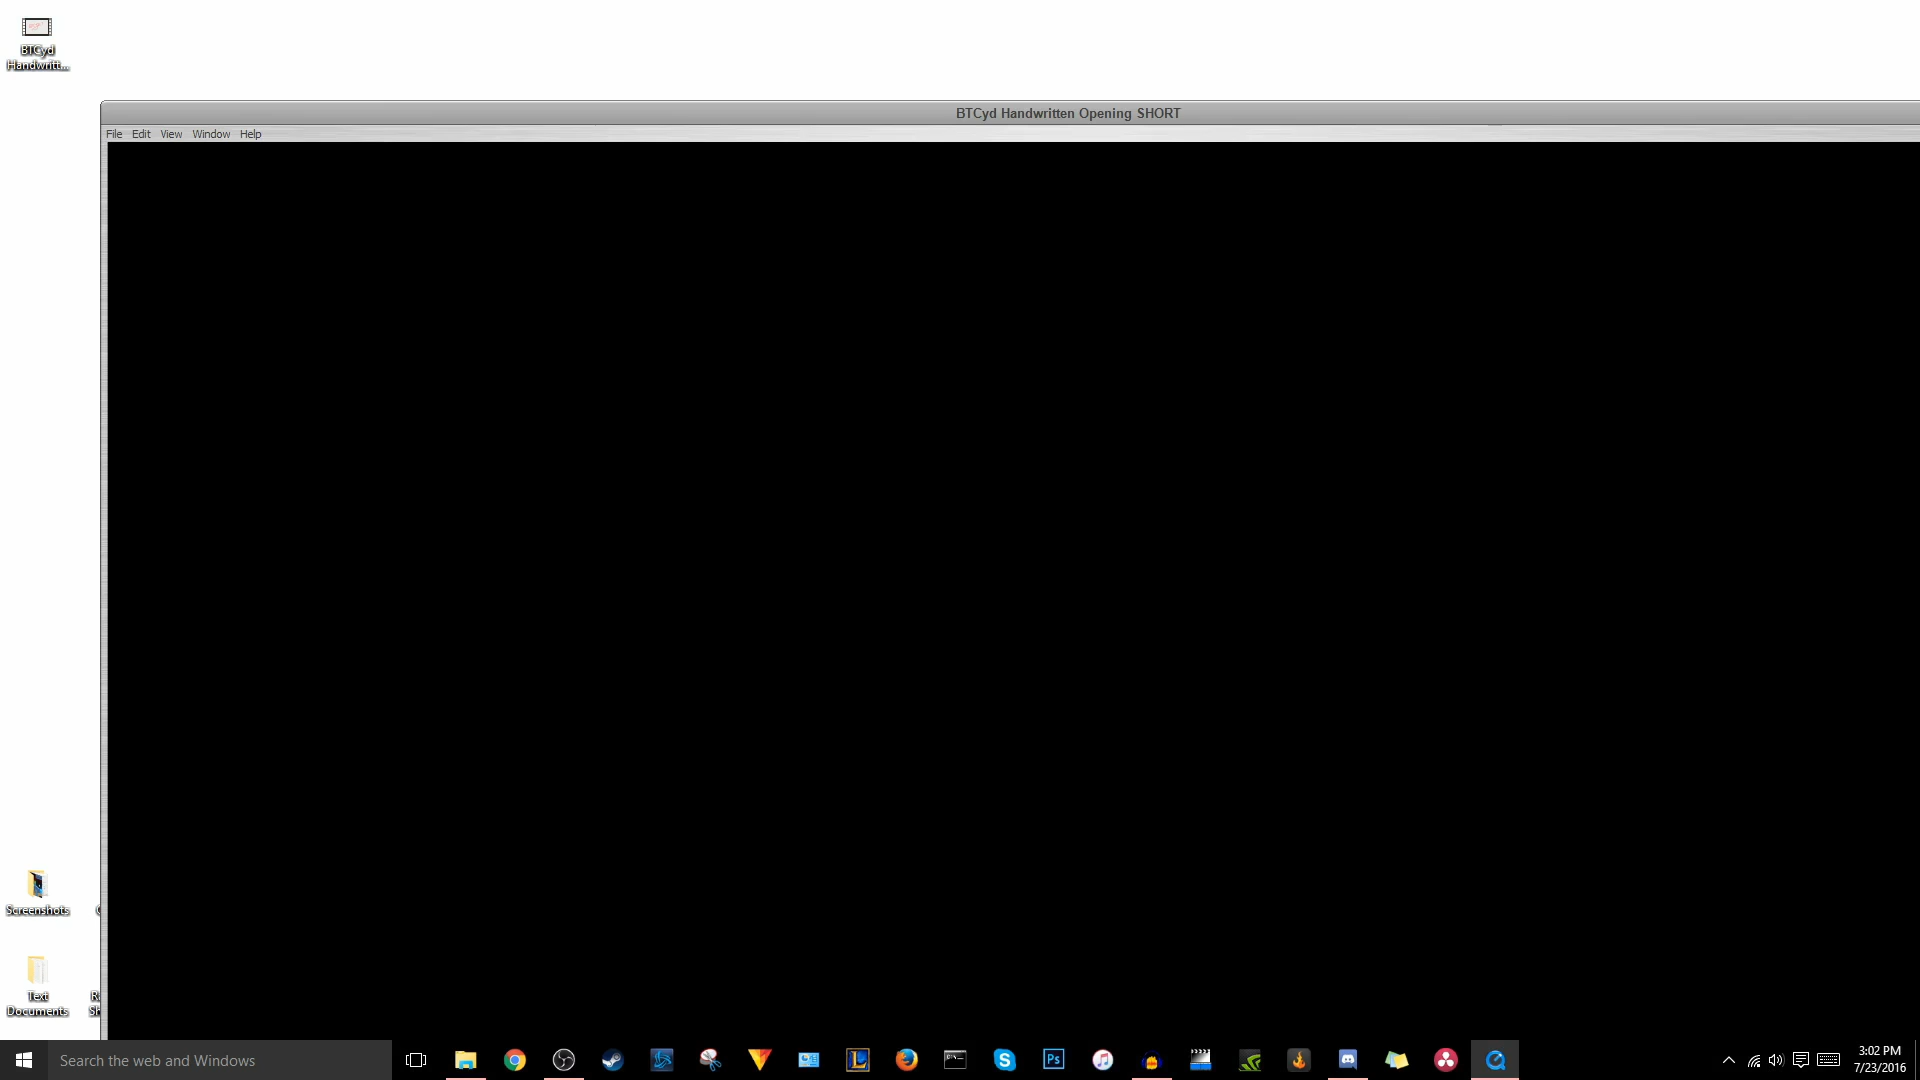 BTCyd
Handwritt...
BTCyd Handwritten Opening SHORT
File Edit View Window Help
Screenshots
Text
Documents
Search the web and Windows
Ps
3:02 PM
7/23/2016